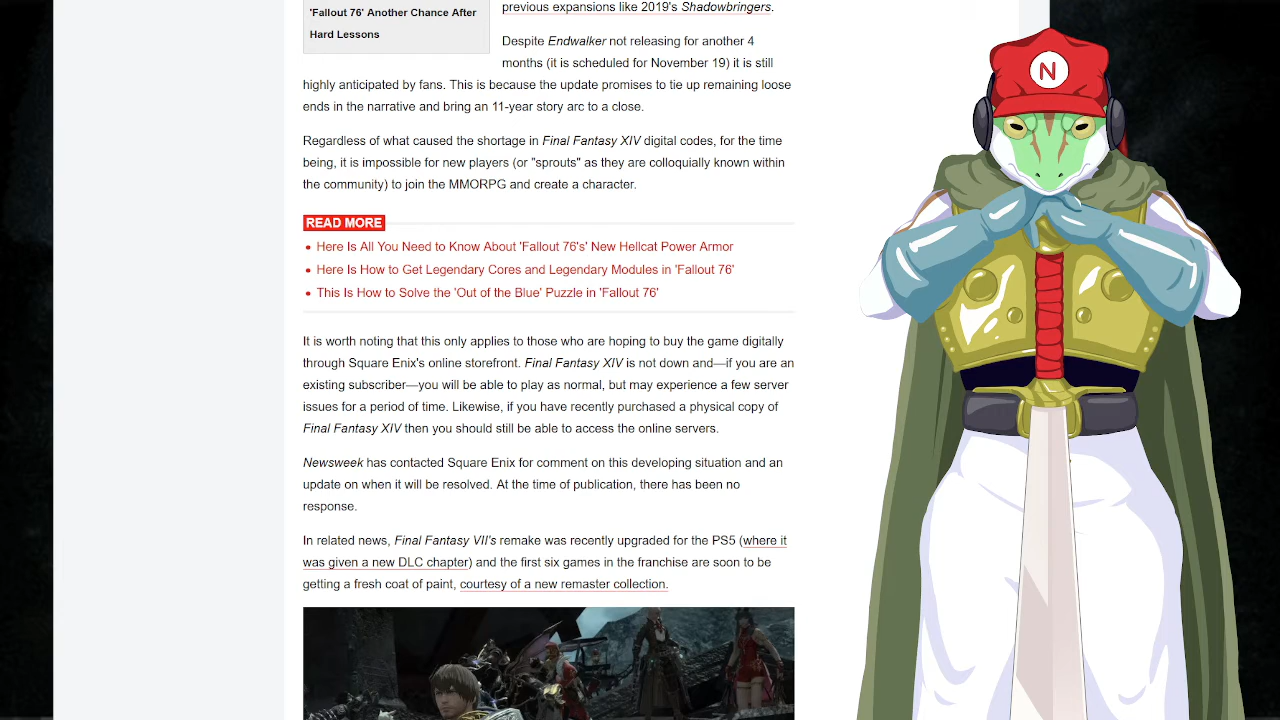 'Fallout 76' Another Chance After
Hard Lessons
previous expansions like 2019's Shadowbringers.
Despite Endwalker not releasing for another 4
months (it is scheduled for November 19) it is still
highly anticipated by fans. This is because the update promises to tie up remaining loose
ends in the narrative and bring an 11-year story arc to a close.
Regardless of what caused the shortage in Final Fantasy XIV digital codes, for the time
being, it is impossible for new players (or "sprouts" as they are colloquially known within
the community) to join the MMORPG and create a character.
READ MORE
Here Is All You Need to Know About 'Fallout 76's' New Hellcat Power Armor
Here Is How to Get Legendary Cores and Legendary Modules in 'Fallout 76'
This Is How to Solve the 'Out of the Blue' Puzzle in 'Fallout 76'
It is worth noting that this only applies to those who are hoping to buy the game digitally
through Square Enix's online storefront. Final Fantasy XIV is not down and—if you are an
existing subscriber—you will be able to play as normal, but may experience a few server
issues for a period of time. Likewise, if you have recently purchased a physical copy of
Final Fantasy XIV then you should still be able to access the online servers.
Newsweek has contacted Square Enix for comment on this developing situation and an
update on when it will be resolved. At the time of publication, there has been no
response.
In related news, Final Fantasy VII's remake was recently upgraded for the PS5 (where it
was given a new DLC chapter) and the first six games in the franchise are soon to be
getting a fresh coat of paint, courtesy of a new remaster collection.
N